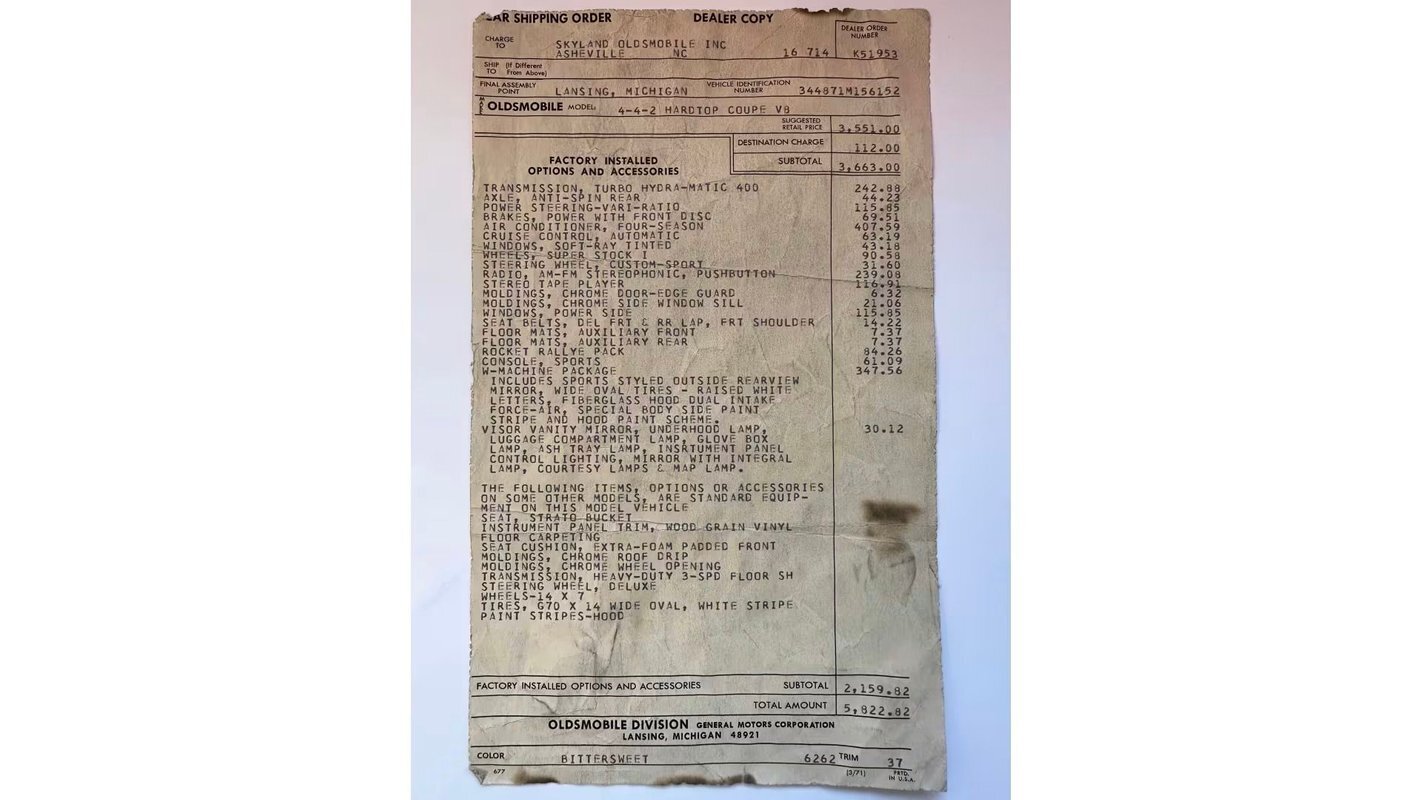 CAR SHIPPING ORDER DEALER COPY
CHARGE TO SKYLAND OLDSMOBILE INC DEALER ORDER NUMBER
ASHEVILLE NC 16 714 K51953
SHIP TO (If Different From Above)
FINAL ASSEMBLY POINT LANSING, MICHIGAN VEHICLE IDENTIFICATION NUMBER 344871M156152
OLDSMOBILE MODEL 4-4-2 HARDTOP COUPE V8
SUGGESTED RETAIL PRICE 3,551.00
DESTINATION CHARGE 112.00
SUBTOTAL 3,663.00
FACTORY INSTALLED
OPTIONS AND ACCESSORIES
TRANSMISSION, TURBO HYDRA-MATIC 400 242.88
AXLE, ANTI-SPIN REAR 44.23
POWER STEERING-VARI-RATIO 115.85
BRAKES, POWER WITH FRONT DISC 69.51
AIR CONDITIONER, FOUR-SEASON 407.59
CRUISE CONTROL, AUTOMATIC 63.19
WINDOWS, SOFT-RAY TINTED 43.18
WHEELS, SUPER STOCK I 90.58
STEERING WHEEL, CUSTOM-SPORT 31.60
RADIO, AM-FM STEREOPHONIC, PUSHBUTTON 239.08
STEREO TAPE PLAYER 116.91
MOLDINGS, CHROME DOOR-EDGE GUARD 6.32
MOLDINGS, CHROME SIDE WINDOW SILL 21.06
WINDOWS, POWER SIDE 115.85
SEAT BELTS, DEL FRT & RR LAP, FRT SHOULDER 14.22
FLOOR MATS, AUXILIARY FRONT 7.37
FLOOR MATS, AUXILIARY REAR 7.37
ROCKET RALLYE PACK 84.26
CONSOLE, SPORTS 61.09
W-MACHINE PACKAGE 347.56
INCLUDES SPORTS STYLED OUTSIDE REARVIEW
MIRROR, WIDE OVAL TIRES - RAISED WHITE
LETTERS, FIBERGLASS HOOD DUAL INTAKE
FORCE-AIR, SPECIAL BODY SIDE PAINT
STRIPE AND HOOD PAINT SCHEME.
VISOR VANITY MIRROR, UNDERHOOD LAMP, 30.12
LUGGAGE COMPARTMENT LAMP, GLOVE BOX
LAMP, ASH TRAY LAMP, INSRTUMENT PANEL
CONTROL LIGHTING, MIRROR WITH INTEGRAL
LAMP, COURTESY LAMPS & MAP LAMP.
THE FOLLOWING ITEMS, OPTIONS OR ACCESSORIES
ON SOME OTHER MODELS, ARE STANDARD EQUIP-
MENT ON THIS MODEL VEHICLE
SEAT, STRATO BUCKET
INSTRUMENT PANEL TRIM, WOOD GRAIN VINYL
FLOOR CARPETING
SEAT CUSHION, EXTRA-FOAM PADDED FRONT
MOLDINGS, CHROME ROOF DRIP
MOLDINGS, CHROME WHEEL OPENING
TRANSMISSION, HEAVY-DUTY 3-SPD FLOOR SH
STEERING WHEEL, DELUXE
WHEELS-14 X 7
TIRES, G70 X 14 WIDE OVAL, WHITE STRIPE
PAINT STRIPES-HOOD
FACTORY INSTALLED OPTIONS AND ACCESSORIES SUBTOTAL 2,159.82
TOTAL AMOUNT 5,822.82
OLDSMOBILE DIVISION GENERAL MOTORS CORPORATION
LANSING, MICHIGAN 48921
COLOR BITTERSWEET 6262 TRIM 37
677 (3/71) PRTD. IN U.S.A.